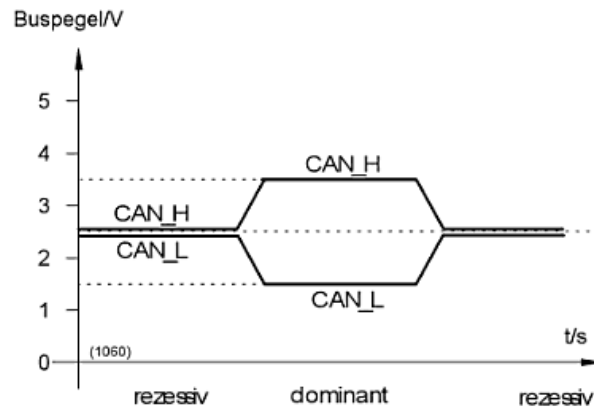 Buspegel/V
5
4
CAN_H
3
CAN_H
CAN_L
2
CAN_L
1
t/s
0
(1060)
rezessiv dominant rezessiv